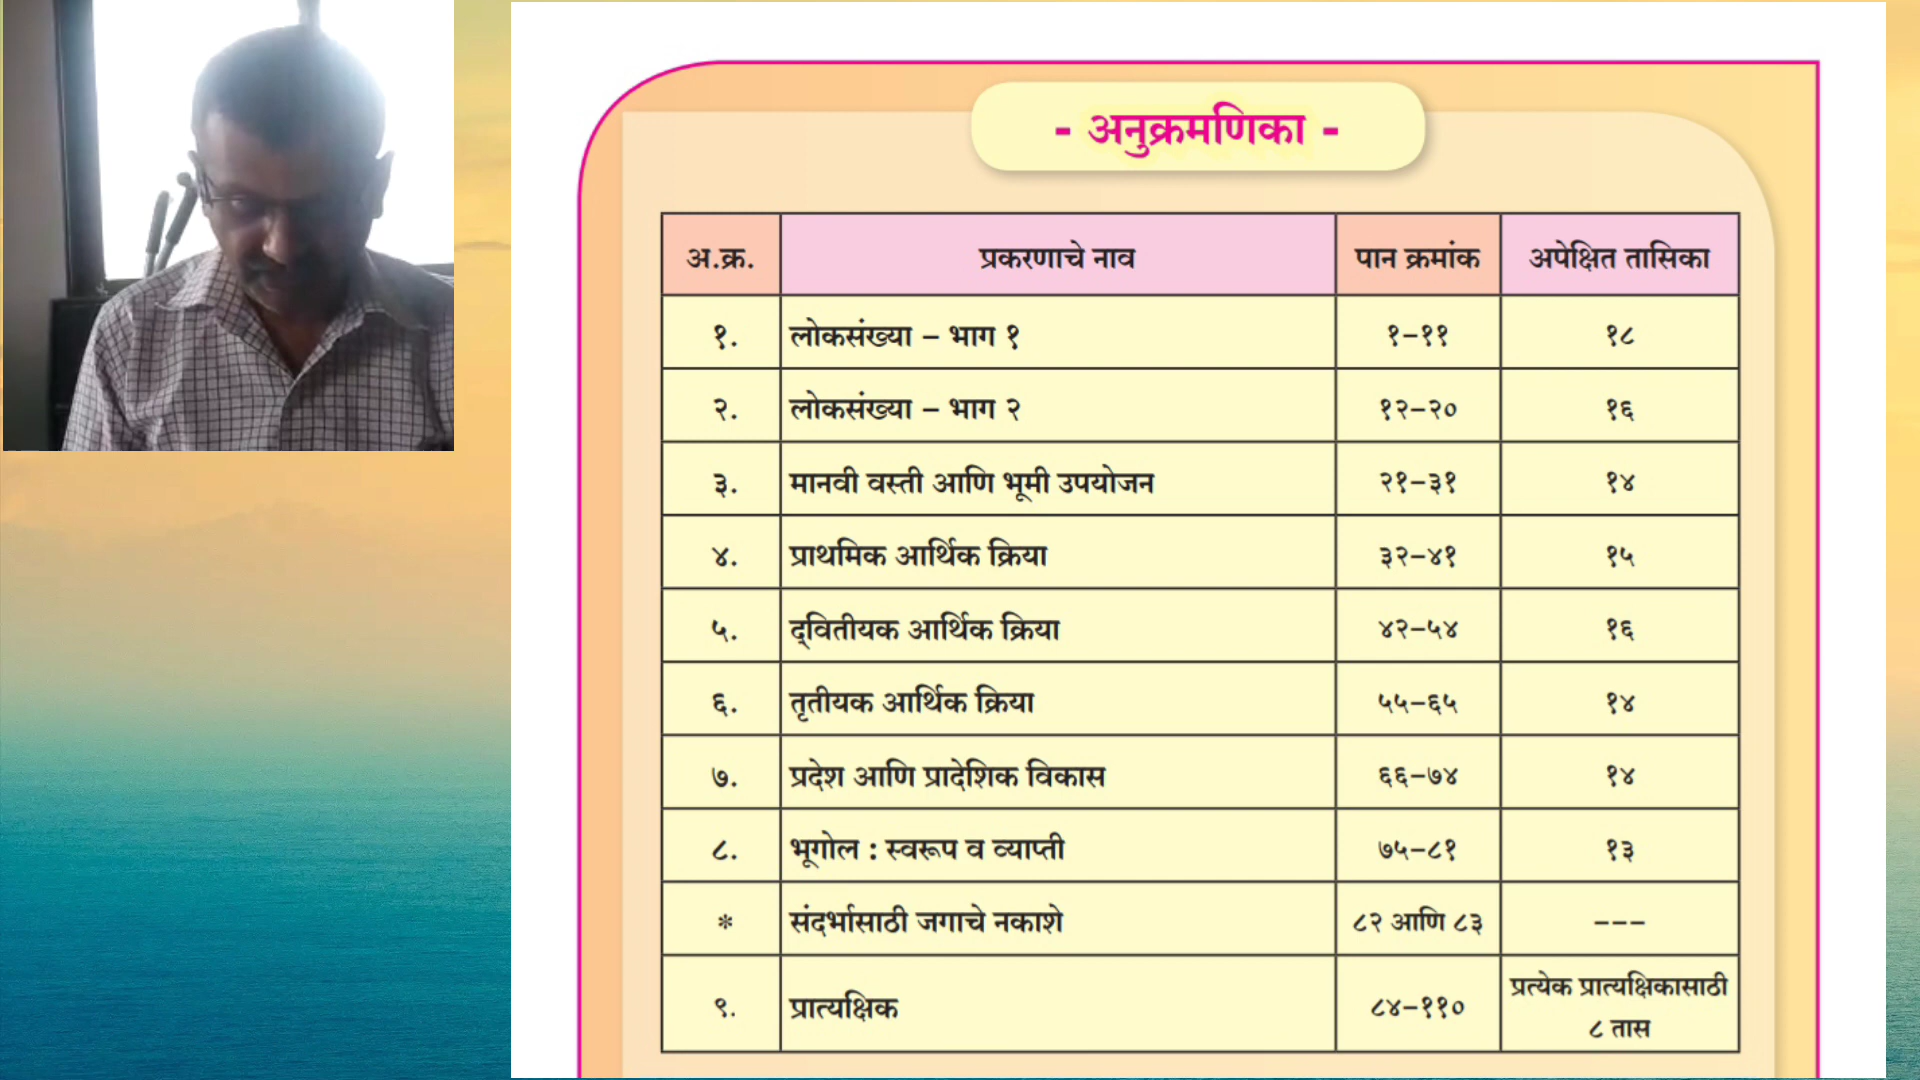 - अनुक्रमणिका -
अ.क्र. प्रकरणाचे नाव पान क्रमांक अपेक्षित तासिका
१. लोकसंख्या – भाग १ १–११ १८
२. लोकसंख्या – भाग २ १२–२० १६
३. मानवी वस्ती आणि भूमी उपयोजन २१–३१ १४
४. प्राथमिक आर्थिक क्रिया ३२–४१ १५
५. द्‌वितीयक आर्थिक क्रिया ४२–५४ १६
६. तृतीयक आर्थिक क्रिया ५५–६५ १४
७. प्रदेश आणि प्रादेशिक विकास ६६–७४ १४
८. भूगोल : स्वरूप व व्याप्ती ७५–८१ १३
* संदर्भासाठी जगाचे नकाशे ८२ आणि ८३ –––
९. प्रात्यक्षिक ८४–११० प्रत्येक प्रात्यक्षिकासाठी
८ तास